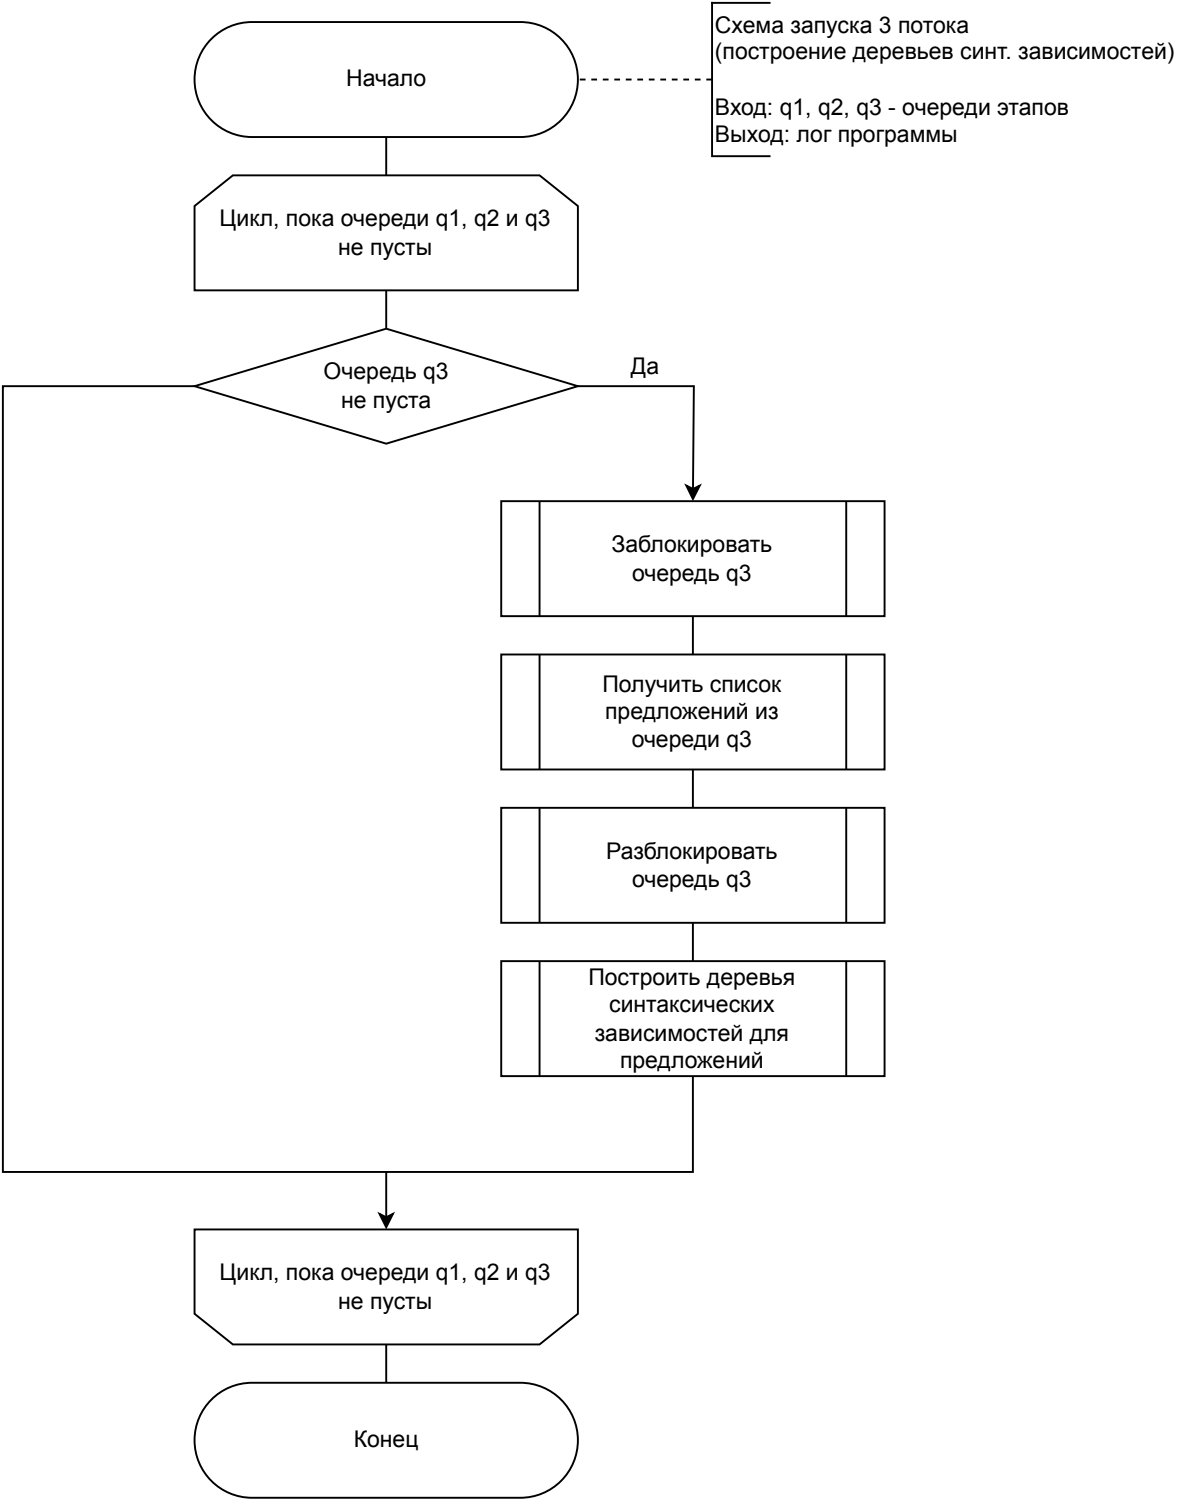 Начало
Схема запуска 3 потока
(построение деревьев синт. зависимостей)
Вход: q1, q2, q3 - очереди этапов
Выход: лог программы
Цикл, пока очереди q1, q2 и q3
не пусты
Очередь q3
не пуста
Да
Заблокировать
очередь q3
Получить список
предложений из
очереди q3
Разблокировать
очередь q3
Построить деревья
синтаксических
зависимостей для
предложений
Цикл, пока очереди q1, q2 и q3
не пусты
Конец